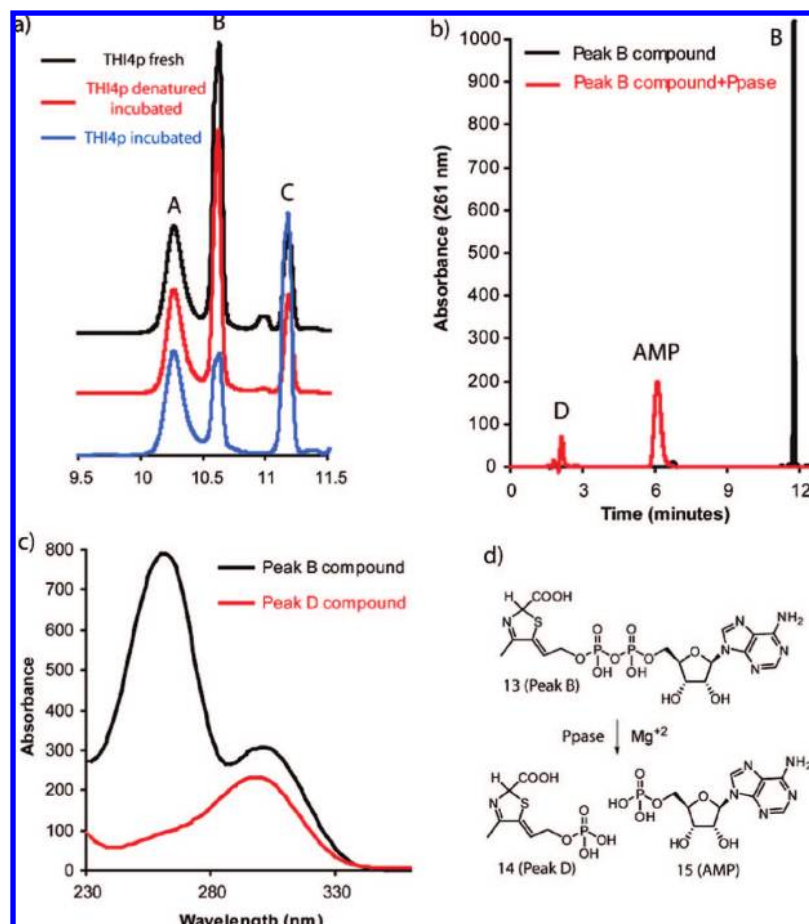 a)
THI4p fresh
THI4p denatured
incubated
THI4p incubated
A
B
C
9.5 10 10.5 11 11.5
b)
Peak B compound
Peak B compound+Ppase
B
AMP
D
Absorbance (261 nm)
1000
900
800
700
600
500
400
300
200
100
0
0 3 6 9 12
Time (minutes)
c)
Peak B compound
Peak D compound
Absorbance
800
700
600
500
400
300
200
100
0
230 280 330
Wavelength (nm)
d)
H COOH
N S
O O
O P O P O
OH OH
O
N N
N N
NH2
HO OH
13 (Peak B)
Ppase Mg+2
H COOH
N S
O
O P OH
OH
14 (Peak D)
O
HO P O
HO
O
N N
N N
NH2
HO OH
15 (AMP)